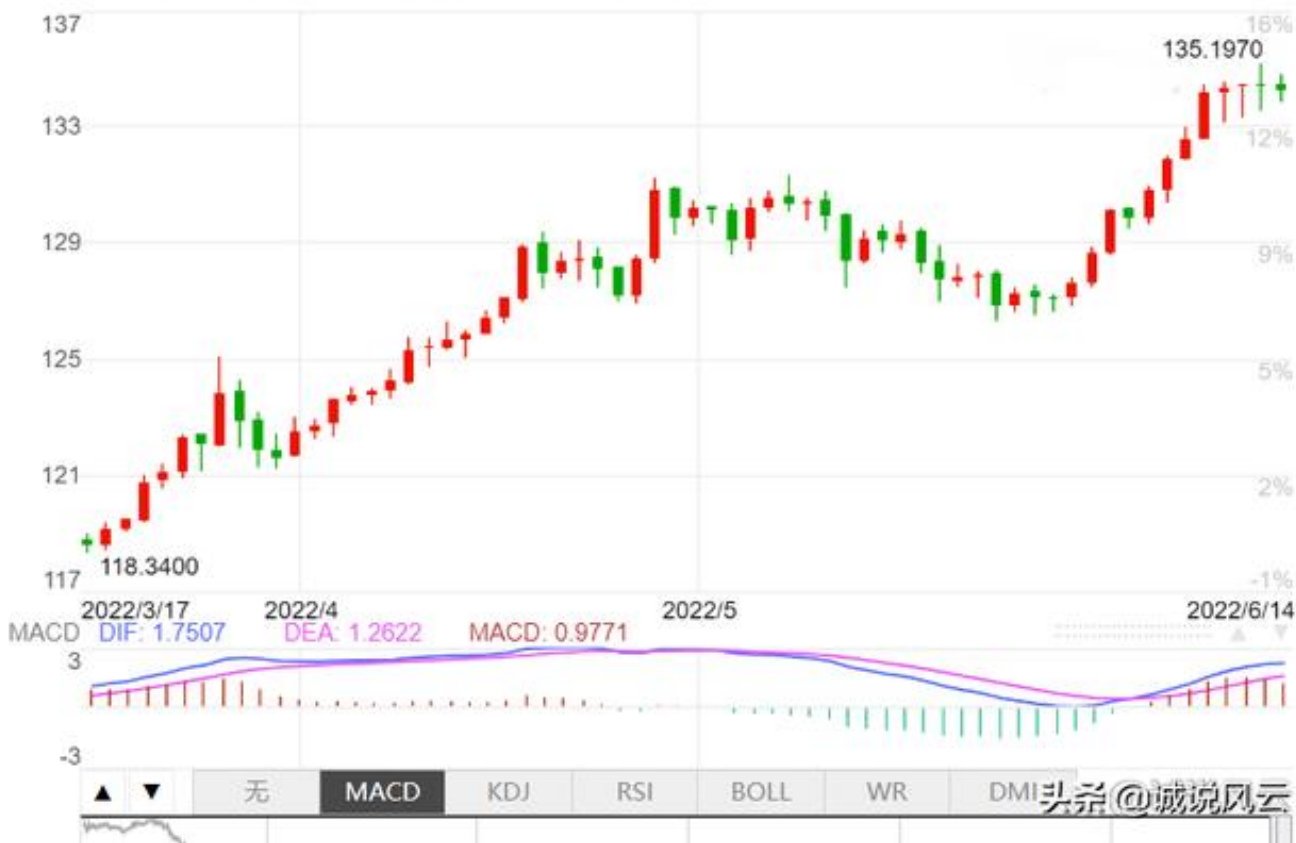 137 16%
135.1970
133 12%
129 9%
125 5%
121 2%
118.3400
117 -1%
2022/3/17 2022/4 2022/5 2022/6/14
MACD DIF: 1.7507 DEA: 1.2622 MACD: 0.9771
3
-3
▲ ▼ 无 MACD KDJ RSI BOLL WR DMI
头条 @诚说风云